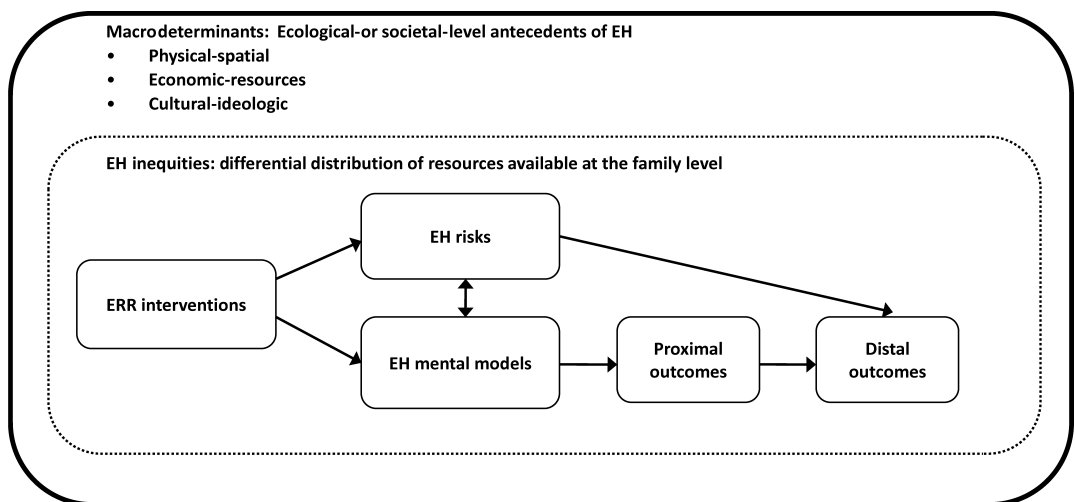 Macrodeterminants: Ecological-or societal-level antecedents of EH
• Physical-spatial
• Economic-resources
• Cultural-ideologic
EH inequities: differential distribution of resources available at the family level
EH risks
ERR interventions
EH mental models
Proximal
outcomes
Distal
outcomes